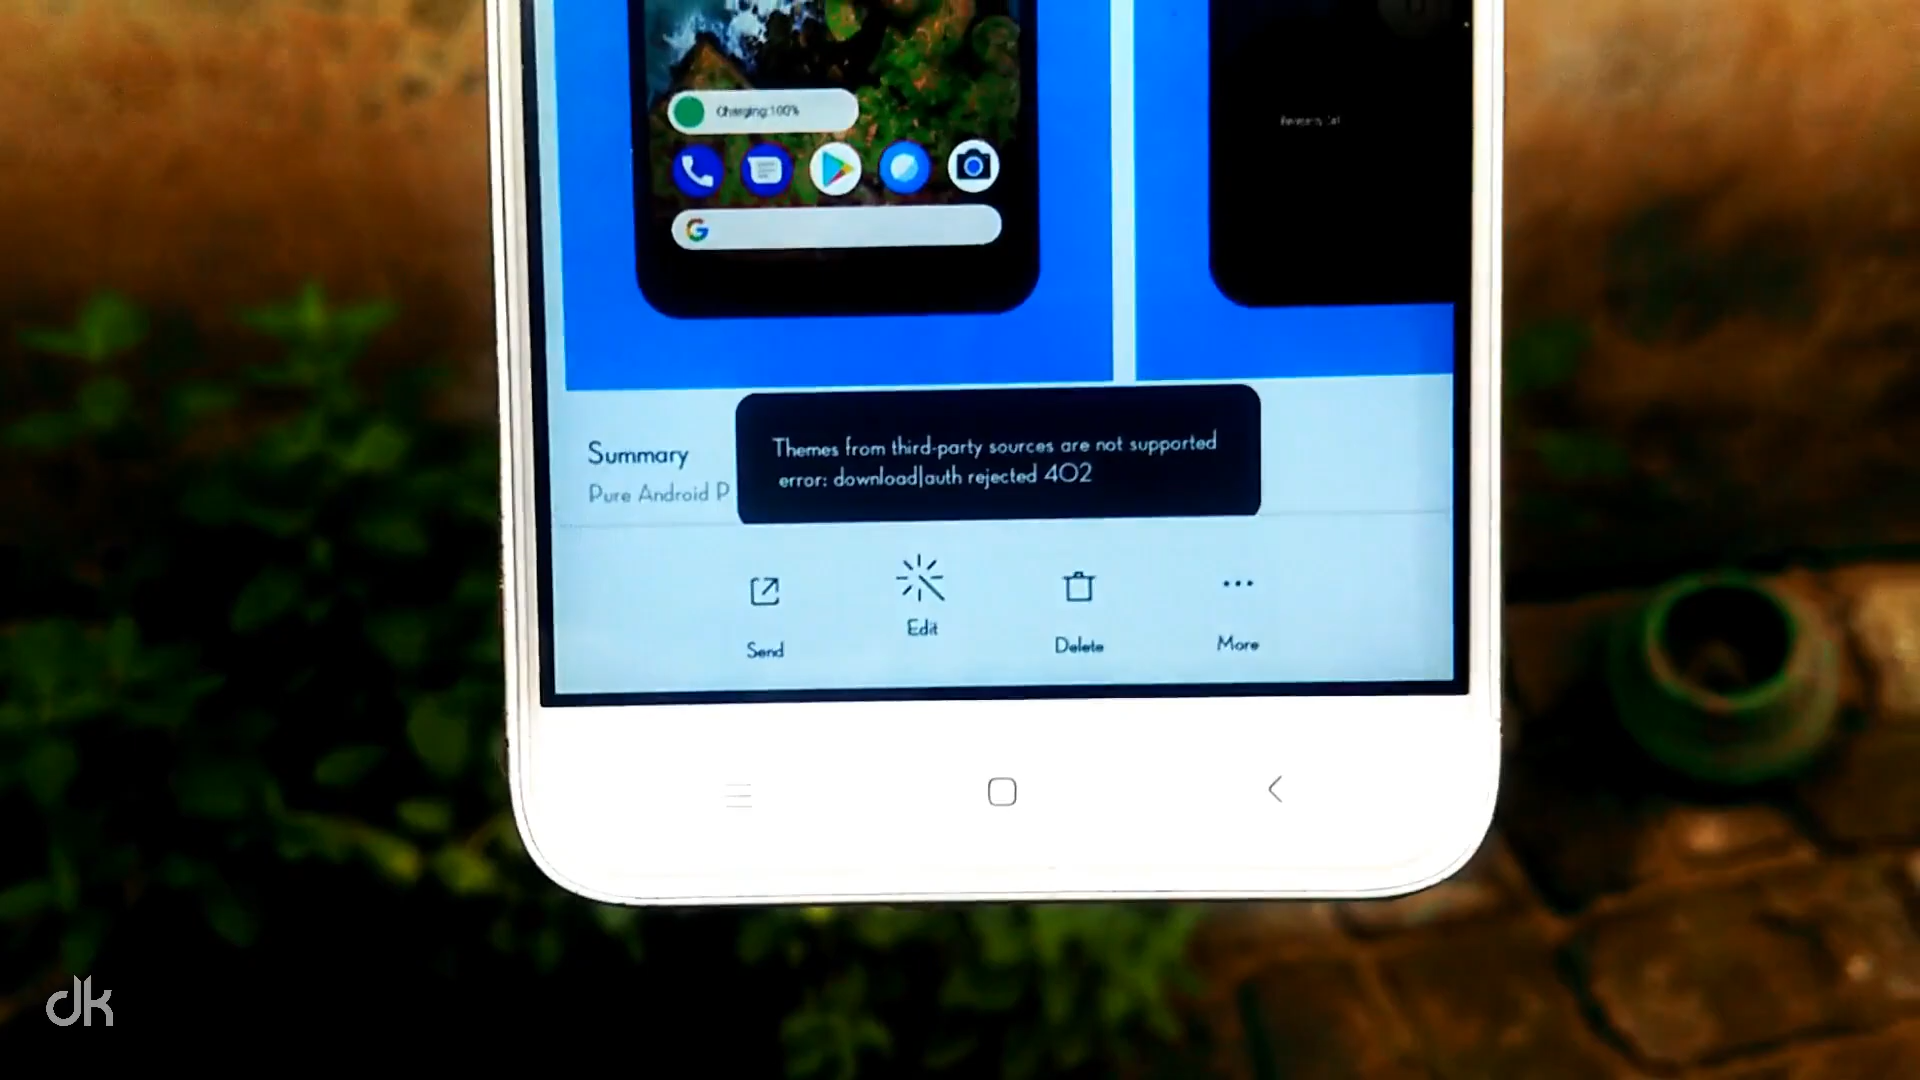 Charging:100%
G
Summary
Pure Android P
Themes from third-party sources are not supported
error: download|auth rejected 402
Send
Edit
Delete
More
dk